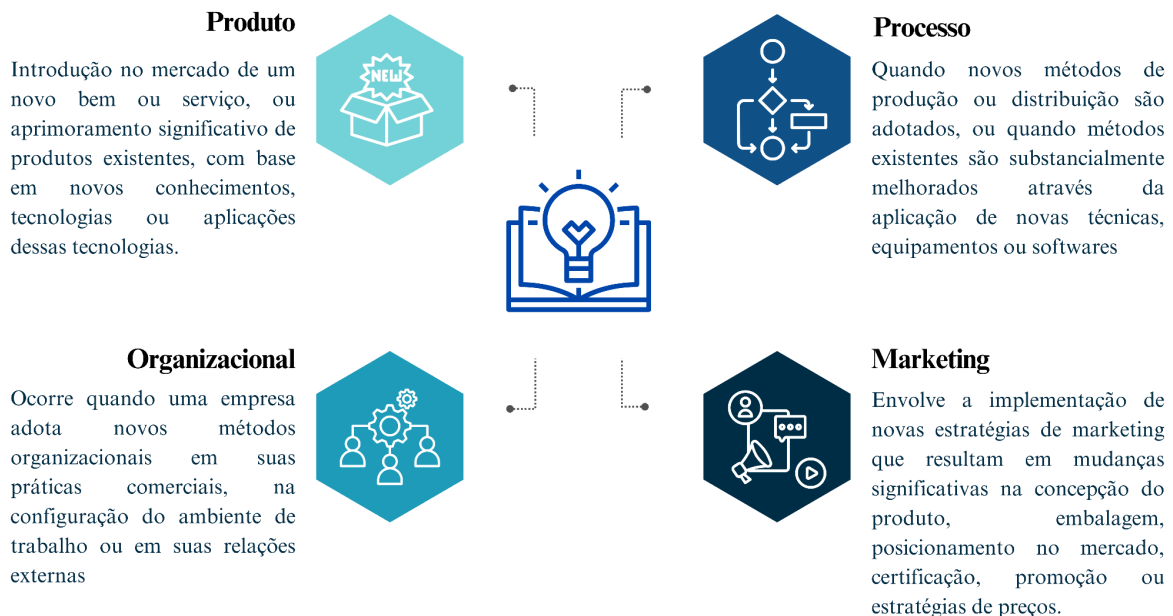 Produto
Introdução no mercado de um
novo bem ou serviço, ou
aprimoramento significativo de
produtos existentes, com base
em novos conhecimentos,
tecnologias ou aplicações
dessas tecnologias.
NEW
Processo
Quando novos métodos de
produção ou distribuição são
adotados, ou quando métodos
existentes são substancialmente
melhorados através da
aplicação de novas técnicas,
equipamentos ou softwares
Organizacional
Ocorre quando uma empresa
adota novos métodos
organizacionais em suas
práticas comerciais, na
configuração do ambiente de
trabalho ou em suas relações
externas
Marketing
Envolve a implementação de
novas estratégias de marketing
que resultam em mudanças
significativas na concepção do
produto, embalagem,
posicionamento no mercado,
certificação, promoção ou
estratégias de preços.